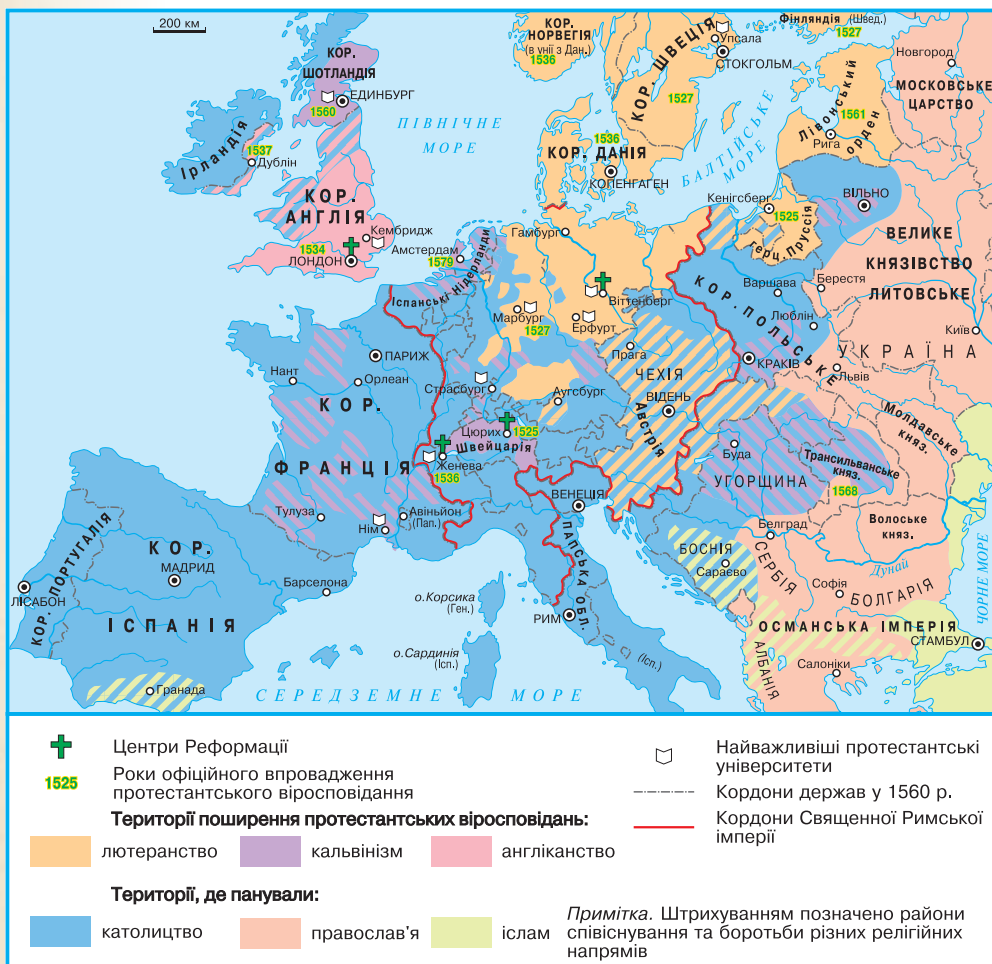 200 км
КОР.
ШОТЛАНДІЯ
ЕДИНБУРГ
1560
Ірландія
1537
Дублін
КОР.
АНГЛІЯ
Кембридж
1534
ЛОНДОН
ПІВНІЧНЕ
МОРЕ
КОР.
НОРВЕГІЯ
(в унії з Дан.)
1536
КОР. ШВЕЦІЯ
Упсала
СТОКГОЛЬМ
1527
Фінляндія (Швед.)
1527
Новгород
МОСКОВСЬКЕ
ЦАРСТВО
Лівонський
орден
1561
Рига
БАЛТІЙСЬКЕ
МОРЕ
1536
КОР. ДАНІЯ
КОПЕНГАГЕН
Кенігсберг
1525
герц. Пруссія
ВІЛЬНО
ВЕЛИКЕ
КНЯЗІВСТВО
ЛИТОВСЬКЕ
Гамбург
Амстердам
1579
Іспанські Нідерланди
Віттенберг
Марбург
1527
Ерфурт
Варшава
Берестя
КОР. ПОЛЬСЬКЕ
Люблін
КРАКІВ
Київ
УКРАЇНА
Львів
Прага
ЧЕХІЯ
ВІДЕНЬ
Австрія
ПАРИЖ
Нант
Орлеан
Страсбург
Аугсбург
КОР.
ФРАНЦІЯ
Цюрих
1525
Швейцарія
Женева
1536
Буда
УГОРЩИНА
Трансильванське
княз.
1568
Молдавське
княз.
Волоське
княз.
Тулуза
Нім
Авіньйон
(Пап.)
ВЕНЕЦІЯ
ПАПСЬКА ОБЛ.
РИМ
(Ісп.)
БОСНІЯ
Сараєво
Белград
СЕРБІЯ
Дунай
Софія
БОЛГАРІЯ
ЧОРНЕ МОРЕ
ОСМАНСЬКА ІМПЕРІЯ
СТАМБУЛ
АЛБАНІЯ
Салоніки
КОР. ПОРТУГАЛІЯ
ЛІСАБОН
КОР.
МАДРИД
ІСПАНІЯ
Барселона
Гранада
о.Корсика
(Ген.)
о.Сардинія
(Ісп.)
СЕРЕДЗЕМНЕ МОРЕ
Центри Реформації
1525
Роки офіційного впровадження
протестантського віросповідання
Найважливіші протестантські
університети
Кордони держав у 1560 р.
Кордони Священної Римської
імперії
Території поширення протестантських віросповідань:
лютеранство
кальвінізм
англіканство
Території, де панували:
католицтво
православ'я
іслам
Примітка. Штрихуванням позначено райони
співіснування та боротьби різних релігійних
напрямів